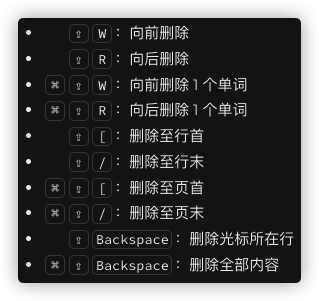 • ⇧ W： 向前删除
• ⇧ R： 向后删除
• ⌘ ⇧ W： 向前删除 1 个单词
• ⌘ ⇧ R： 向后删除 1 个单词
• ⇧ [： 删除至行首
• ⇧ /： 删除至行末
• ⌘ ⇧ [： 删除至页首
• ⌘ ⇧ /： 删除至页末
• ⇧ Backspace： 删除光标所在行
• ⌘ ⇧ Backspace： 删除全部内容